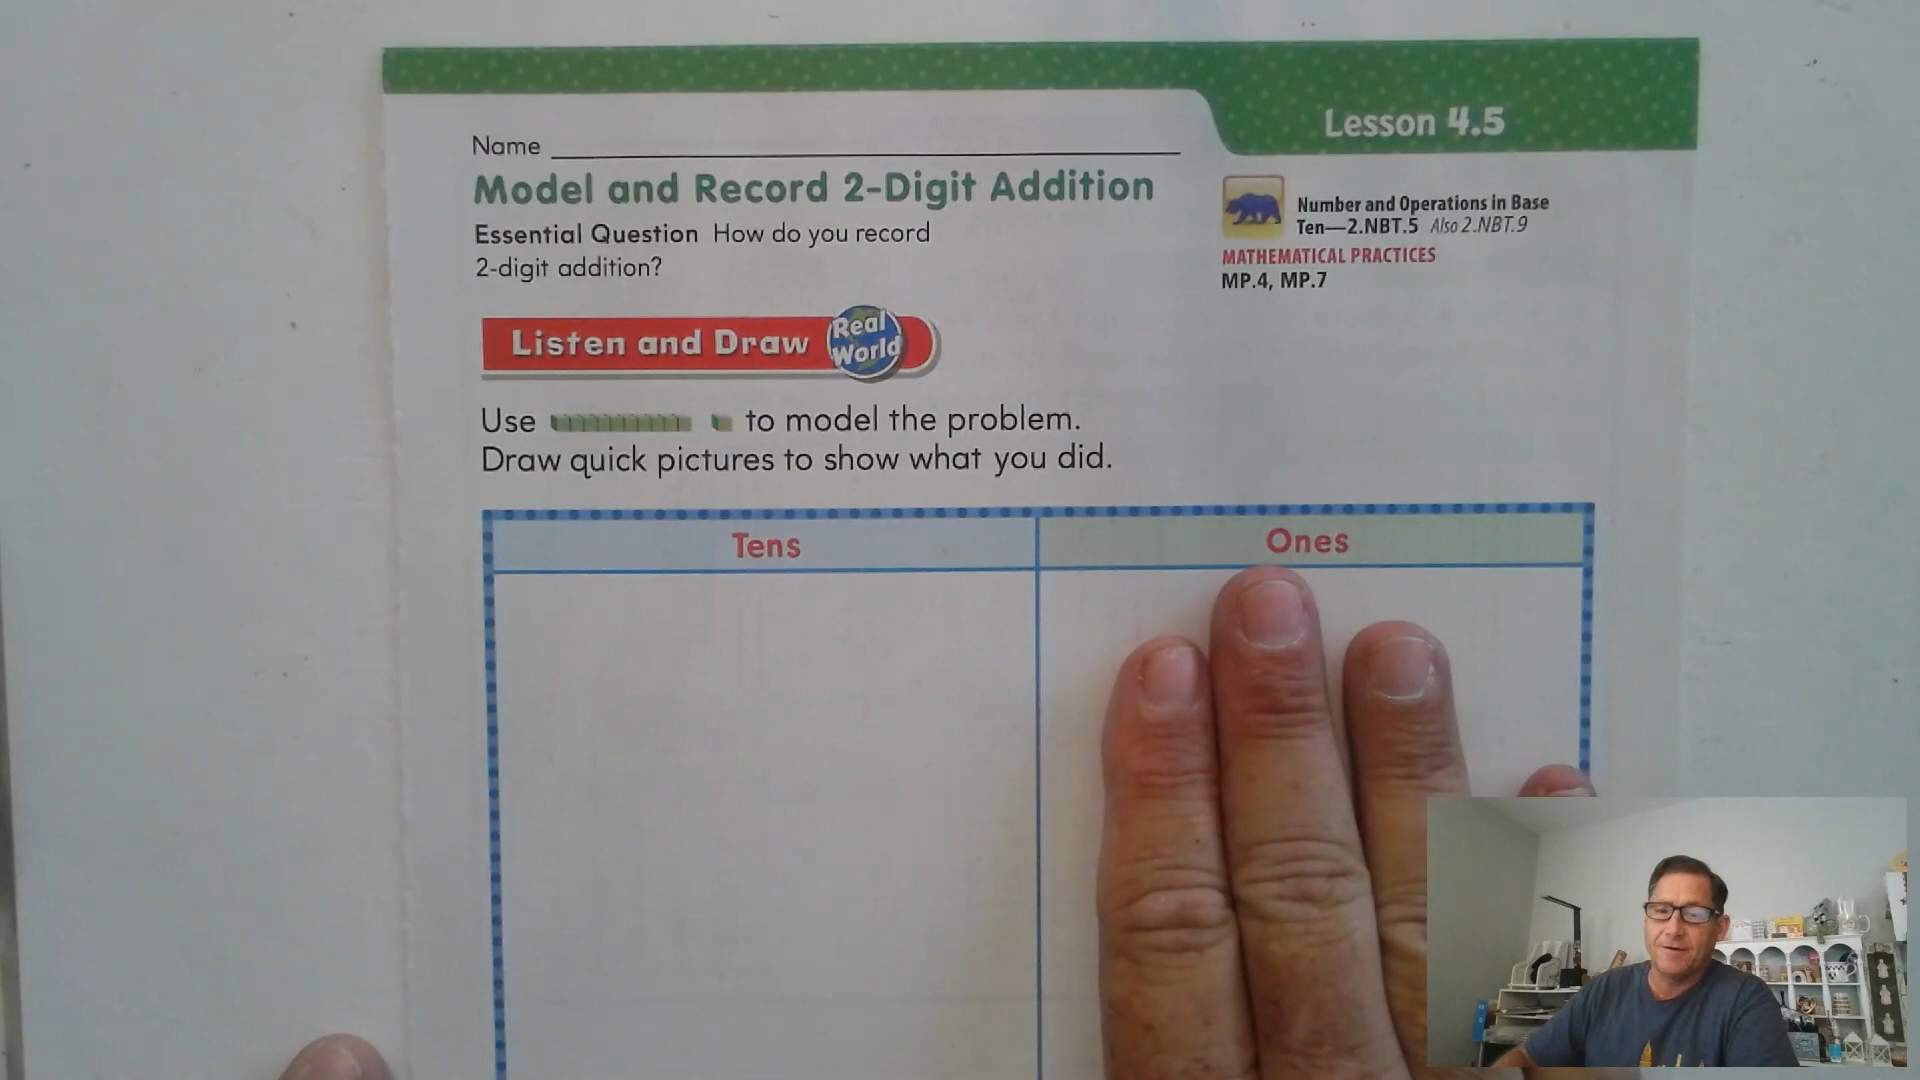 Lesson 4.5
Name
Model and Record 2-Digit Addition
Essential Question How do you record
2-digit addition?
Number and Operations in Base
Ten—2.NBT.5 Also 2.NBT.9
MATHEMATICAL PRACTICES
MP.4, MP.7
Listen and Draw
Real
World
Use to model the problem.
Draw quick pictures to show what you did.
Tens
Ones